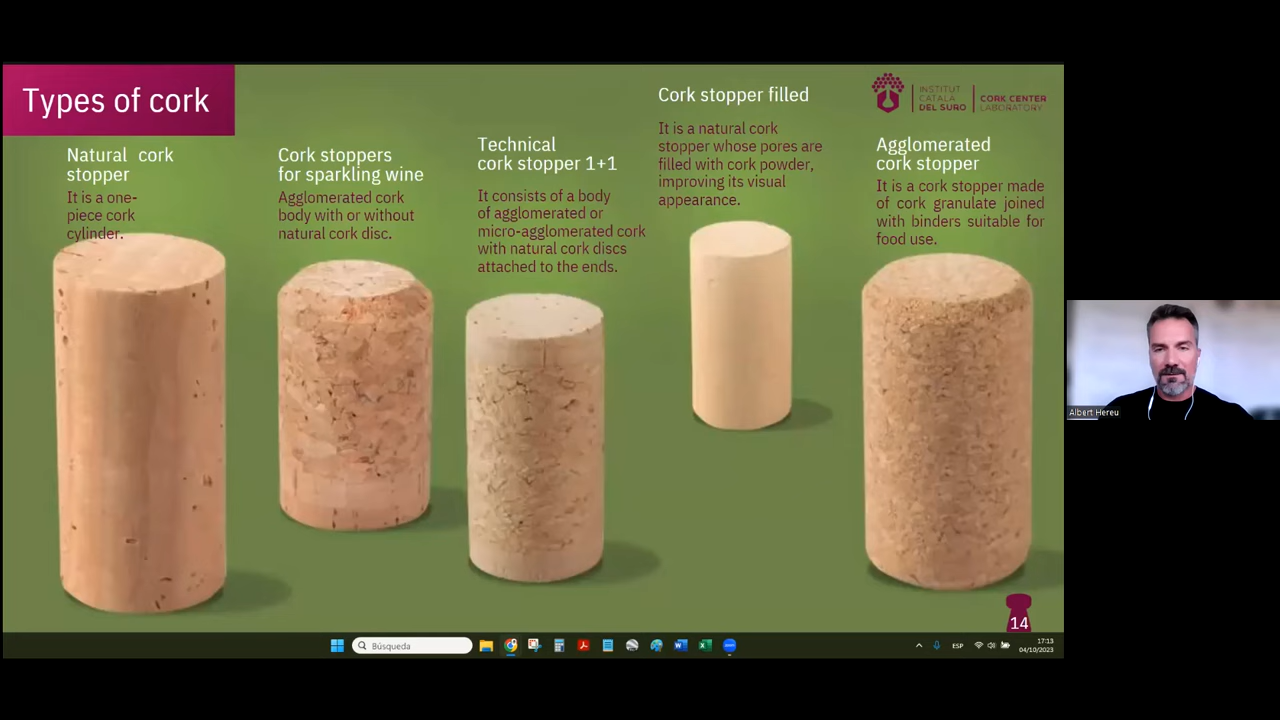 Types of cork
Natural cork
stopper
It is a one-
piece cork
cylinder.
Cork stoppers
for sparkling wine
Agglomerated cork
body with or without
natural cork disc.
Technical
cork stopper 1+1
It consists of a body
of agglomerated or
micro-agglomerated cork
with natural cork discs
attached to the ends.
Cork stopper filled
It is a natural cork
stopper whose pores are
filled with cork powder,
improving its visual
appearance.
INSTITUT
CATALÀ
DEL SURO
CORK CENTER
LABORATORY
Agglomerated
cork stopper
It is a cork stopper made
of cork granulate joined
with binders suitable for
food use.
14
Albert Hereu
Búsqueda
ESP
17:13
04/10/2023